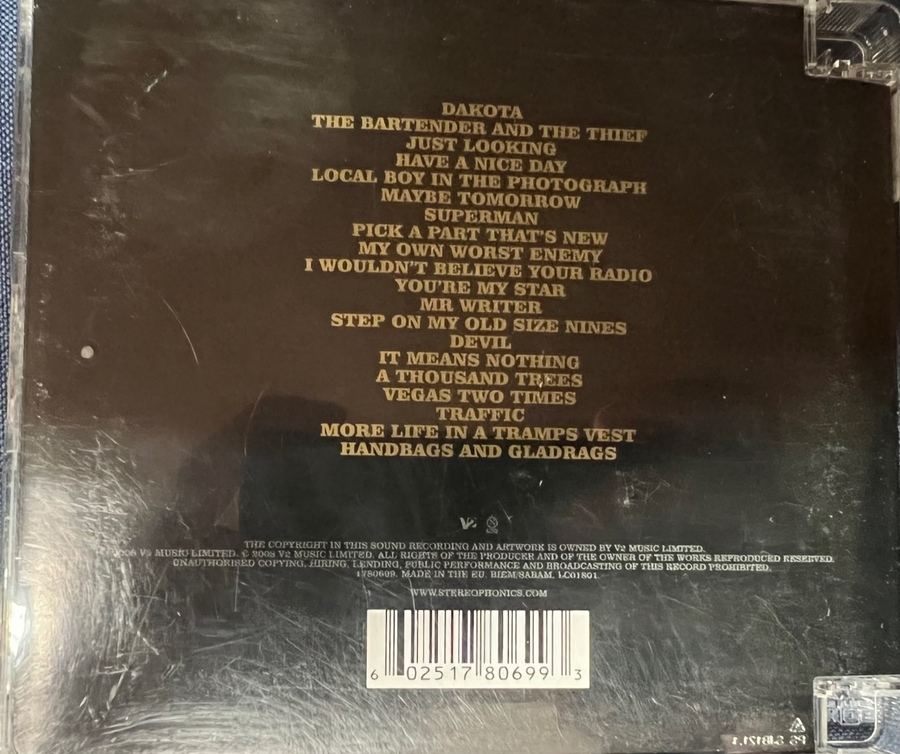 DAKOTA
THE BARTENDER AND THE THIEF
JUST LOOKING
HAVE A NICE DAY
LOCAL BOY IN THE PHOTOGRAPH
MAYBE TOMORROW
SUPERMAN
PICK A PART THAT'S NEW
MY OWN WORST ENEMY
I WOULDN'T BELIEVE YOUR RADIO
YOU'RE MY STAR
MR WRITER
STEP ON MY OLD SIZE NINES
DEVIL
IT MEANS NOTHING
A THOUSAND TREES
VEGAS TWO TIMES
TRAFFIC
MORE LIFE IN A TRAMPS VEST
HANDBAGS AND GLADRAGS
V2
THE COPYRIGHT IN THIS SOUND RECORDING AND ARTWORK IS OWNED BY V2 MUSIC LIMITED.
2008 V2 MUSIC LIMITED. © 2008 V2 MUSIC LIMITED. ALL RIGHTS OF THE PRODUCER AND OF THE OWNER OF THE WORKS REPRODUCED RESERVED.
UNAUTHORISED COPYING, HIRING, LENDING, PUBLIC PERFORMANCE AND BROADCASTING OF THIS RECORD PROHIBITED.
1780699. MADE IN THE EU. BIEM/SABAM. LC01801.
WWW.STEREOPHONICS.COM
6 02517 80699 3